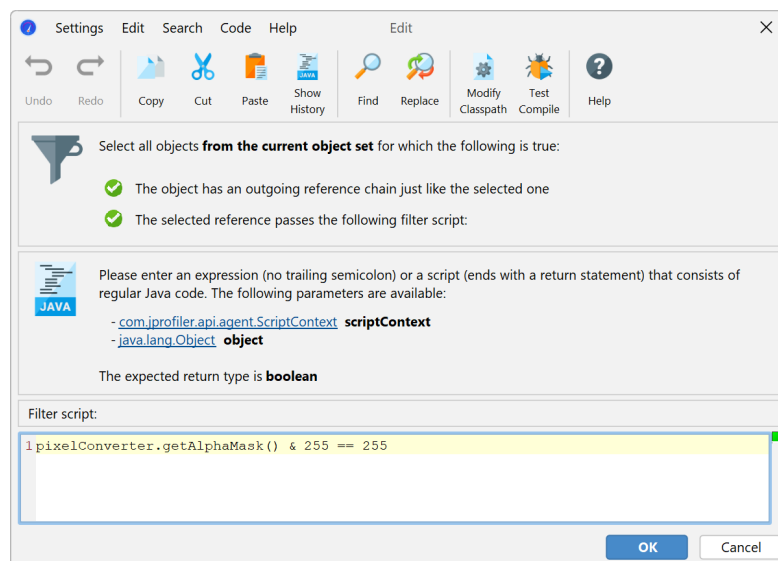 Settings Edit Search Code Help Edit
Undo Redo Copy Cut Paste Show History Find Replace Modify Classpath Test Compile Help
Select all objects from the current object set for which the following is true:
The object has an outgoing reference chain just like the selected one
The selected reference passes the following filter script:
JAVA
Please enter an expression (no trailing semicolon) or a script (ends with a return statement) that consists of
regular Java code. The following parameters are available:
- com.jprofiler.api.agent.ScriptContext scriptContext
- java.lang.Object object
The expected return type is boolean
Filter script:
1 pixelConverter.getAlphaMask() & 255 == 255
OK Cancel